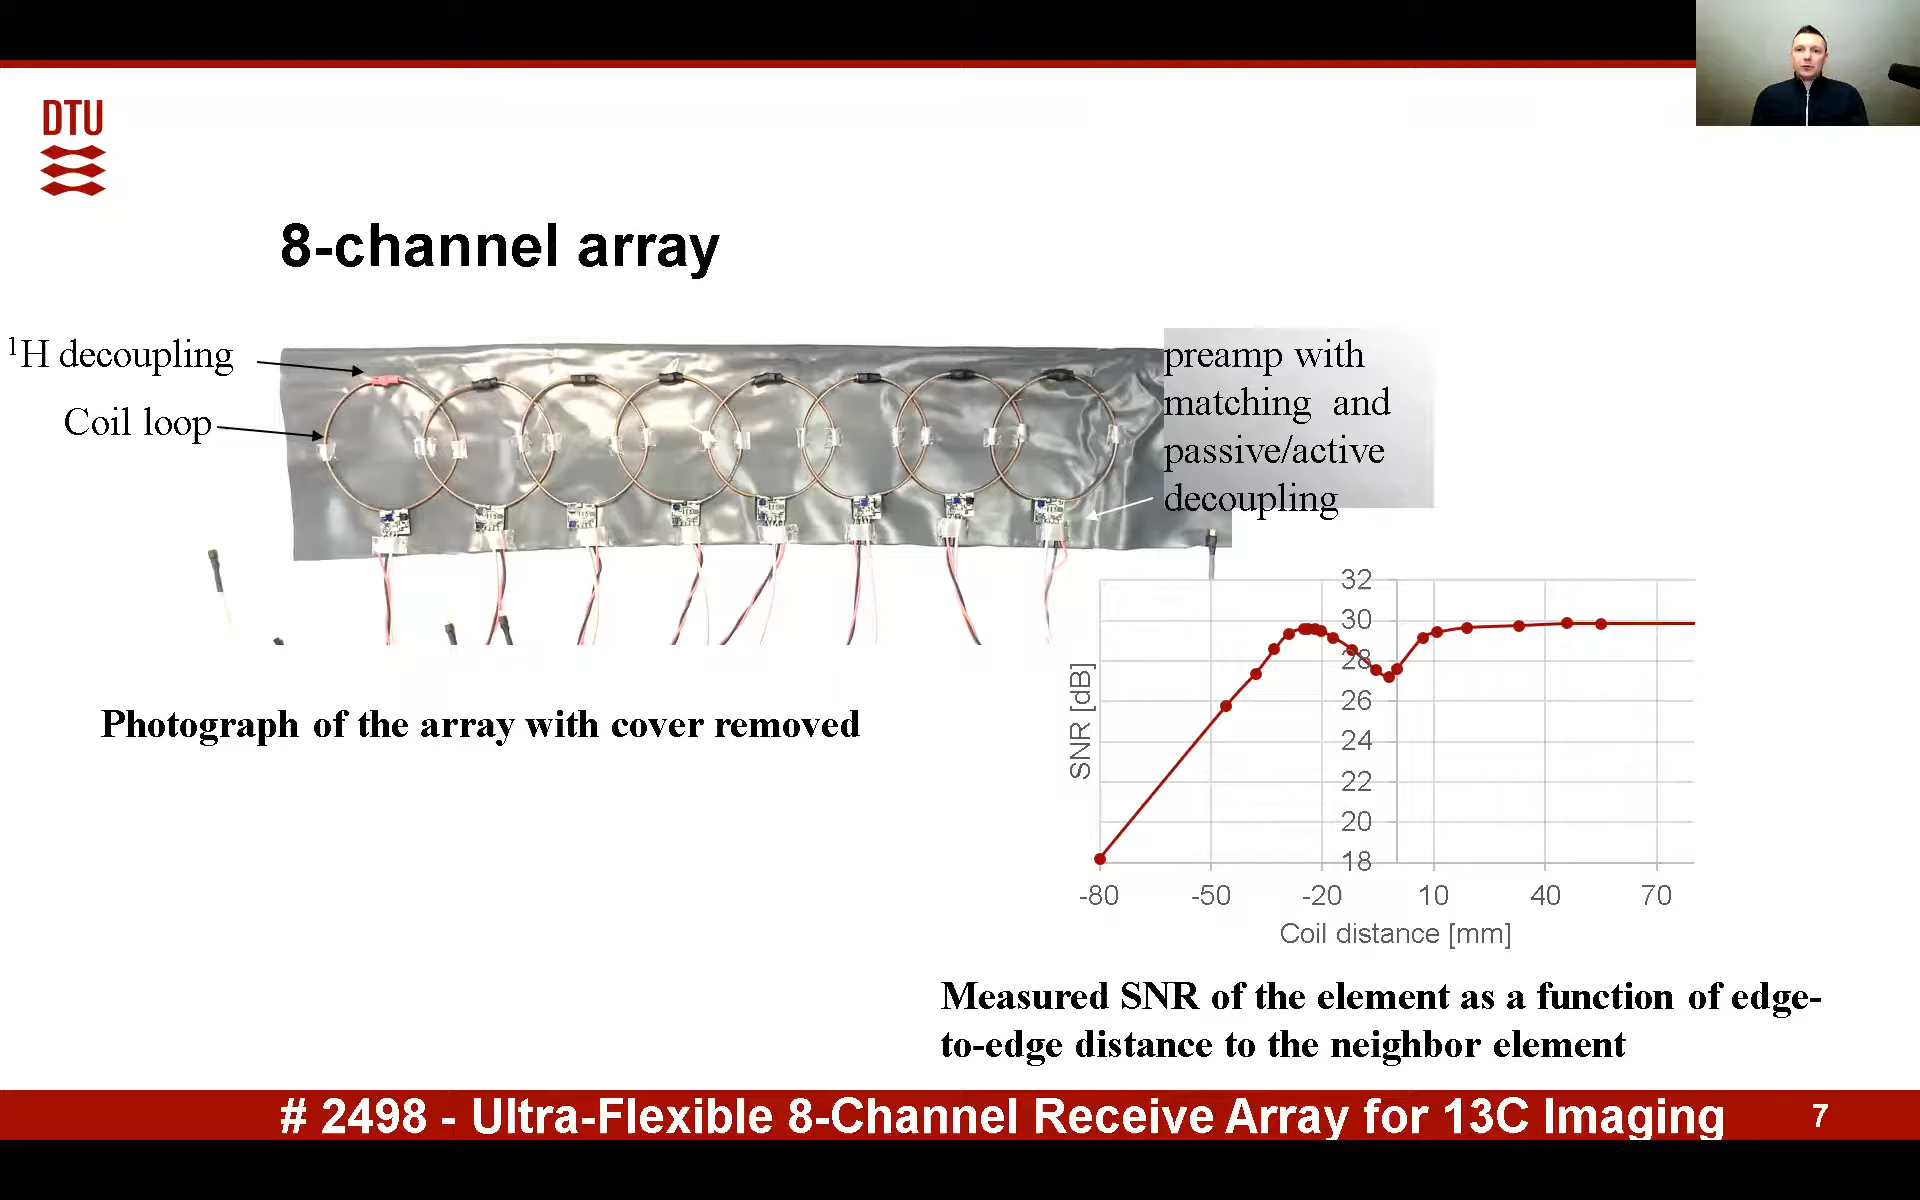 DTU
8-channel array
¹H decoupling
Coil loop
preamp with
matching and
passive/active
decoupling
Photograph of the array with cover removed
SNR [dB]
32
30
28
26
24
22
20
18
-80 -50 -20 10 40 70
Coil distance [mm]
Measured SNR of the element as a function of edge-
to-edge distance to the neighbor element
# 2498 - Ultra-Flexible 8-Channel Receive Array for 13C Imaging 7